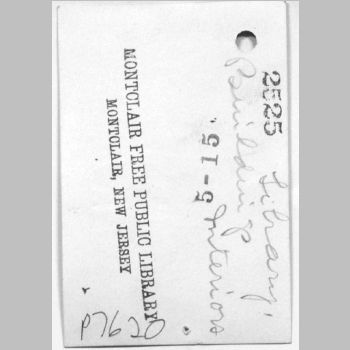 2525
Library,
Building
Interiors
5-15
MONTCLAIR FREE PUBLIC LIBRARY
MONTCLAIR, NEW JERSEY
P7620